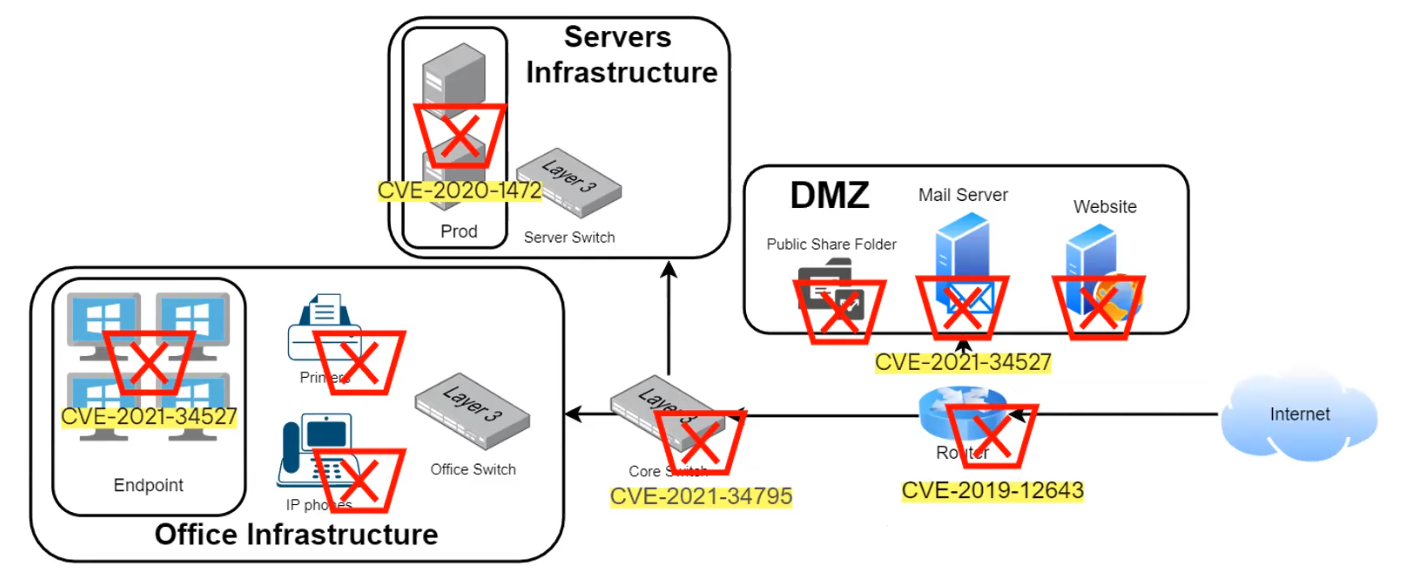 Servers
Infrastructure
Layer 3
CVE-2020-1472
Prod
Server Switch
DMZ
Mail Server
Website
Public Share Folder
CVE-2021-34527
Printers
CVE-2021-34527
Layer 3
Layer 3
Internet
Router
Endpoint
Office Switch
Core Switch
CVE-2021-34795
CVE-2019-12643
IP phones
Office Infrastructure